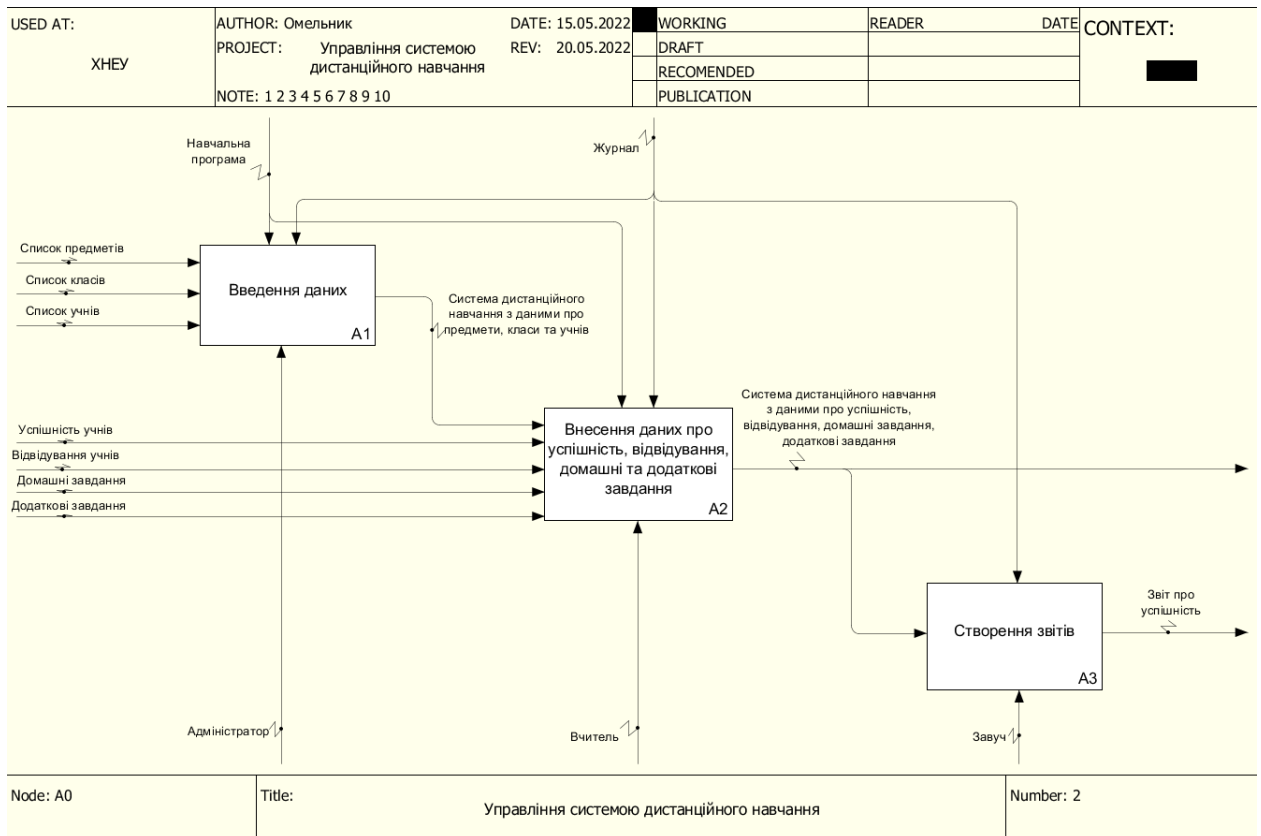 USED AT:
ХНЕУ
AUTHOR: Омельник
DATE: 15.05.2022
PROJECT: Управління системою
дистанційного навчання
REV: 20.05.2022
NOTE: 1 2 3 4 5 6 7 8 9 10
WORKING
DRAFT
RECOMENDED
PUBLICATION
READER
DATE
CONTEXT:
Навчальна
програма
Журнал
Список предметів
Список класів
Список учнів
Введення даних
A1
Система дистанційного
навчання з даними про
предмети, класи та учнів
Успішність учнів
Відвідування учнів
Домашні завдання
Додаткові завдання
Внесення даних про
успішність, відвідування,
домашні та додаткові
завдання
A2
Система дистанційного навчання
з даними про успішність,
відвідування, домашні завдання,
додаткові завдання
Створення звітів
A3
Звіт про
успішність
Адміністратор
Вчитель
Завуч
Node: A0
Title:
Управління системою дистанційного навчання
Number: 2